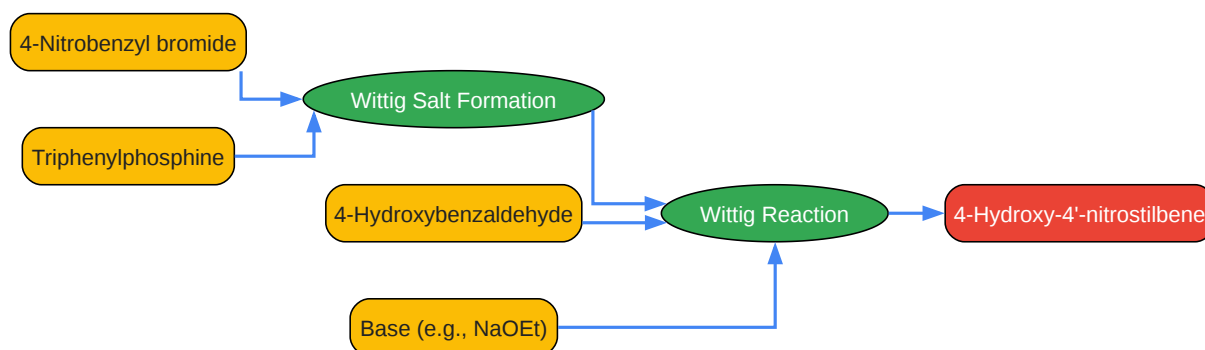 4-Nitrobenzyl bromide
Wittig Salt Formation
Triphenylphosphine
4-Hydroxybenzaldehyde
Wittig Reaction
4-Hydroxy-4'-nitrostilbene
Base (e.g., NaOEt)